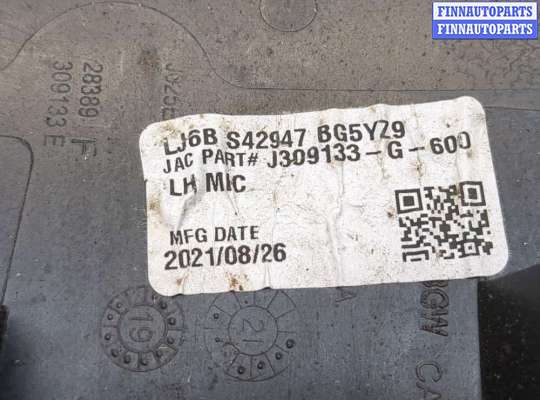 FINNAUTOPARTS
FINNAUTOPARTS
28389 F
309133 E
LJ6B S42947 BG5YZ9
JAC PART# J309133-G-600
LH MIC
MFG DATE
2021/08/26
19
21